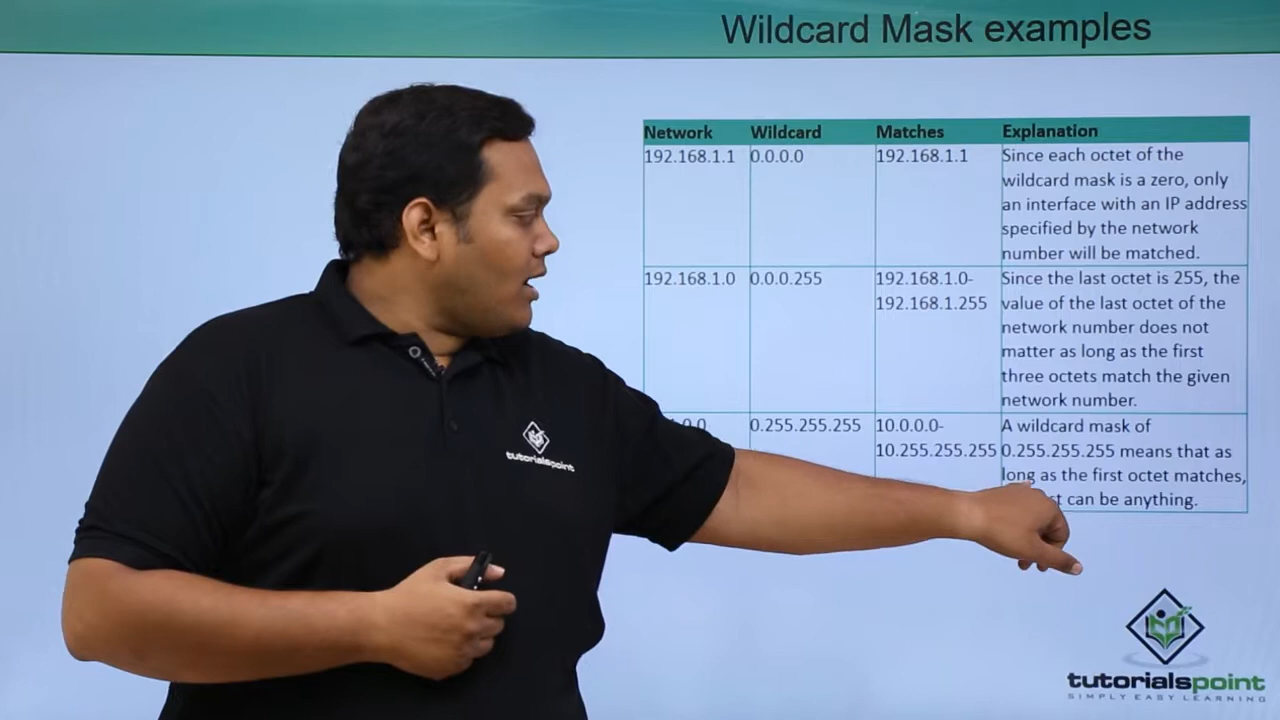 Wildcard Mask examples
Network Wildcard Matches Explanation
192.168.1.1 0.0.0.0 192.168.1.1 Since each octet of the
wildcard mask is a zero, only
an interface with an IP address
specified by the network
number will be matched.
192.168.1.0 0.0.0.255 192.168.1.0- Since the last octet is 255, the
192.168.1.255 value of the last octet of the
network number does not
matter as long as the first
three octets match the given
network number.
0.0 0.255.255.255 10.0.0.0- A wildcard mask of
10.255.255.255 0.255.255.255 means that as
long as the first octet matches,
can be anything.
tutorialspoint
tutorialspoint
SIMPLY EASY LEARNING